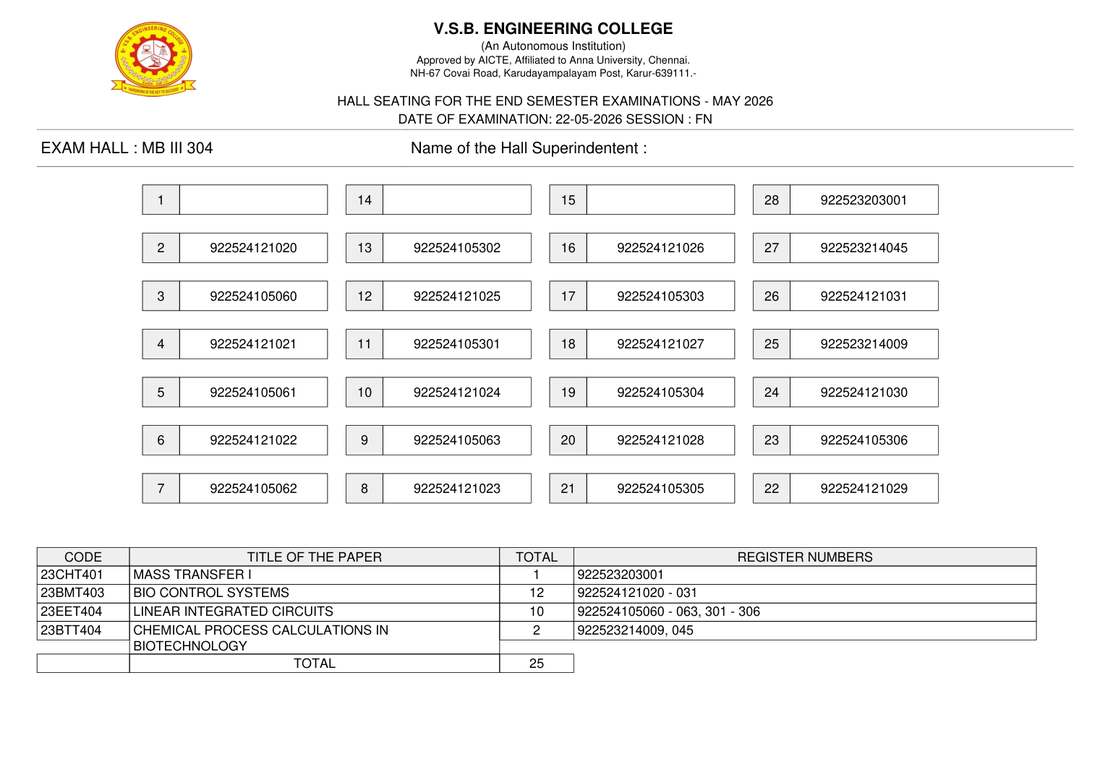 V.S.B. ENGINEERING COLLEGE
(An Autonomous Institution)
Approved by AICTE, Affiliated to Anna University, Chennai.
NH-67 Covai Road, Karudayampalayam Post, Karur-639111.-
HALL SEATING FOR THE END SEMESTER EXAMINATIONS - MAY 2026
DATE OF EXAMINATION: 22-05-2026 SESSION : FN
EXAM HALL : MB III 304 Name of the Hall Superindentent :
1 14 15 28 922523203001
2 922524121020 13 922524105302 16 922524121026 27 922523214045
3 922524105060 12 922524121025 17 922524105303 26 922524121031
4 922524121021 11 922524105301 18 922524121027 25 922523214009
5 922524105061 10 922524121024 19 922524105304 24 922524121030
6 922524121022 9 922524105063 20 922524121028 23 922524105306
7 922524105062 8 922524121023 21 922524105305 22 922524121029
CODE TITLE OF THE PAPER TOTAL REGISTER NUMBERS
23CHT401 MASS TRANSFER I 1 922523203001
23BMT403 BIO CONTROL SYSTEMS 12 922524121020 - 031
23EET404 LINEAR INTEGRATED CIRCUITS 10 922524105060 - 063, 301 - 306
23BTT404 CHEMICAL PROCESS CALCULATIONS IN 2 922523214009, 045
BIOTECHNOLOGY
TOTAL 25